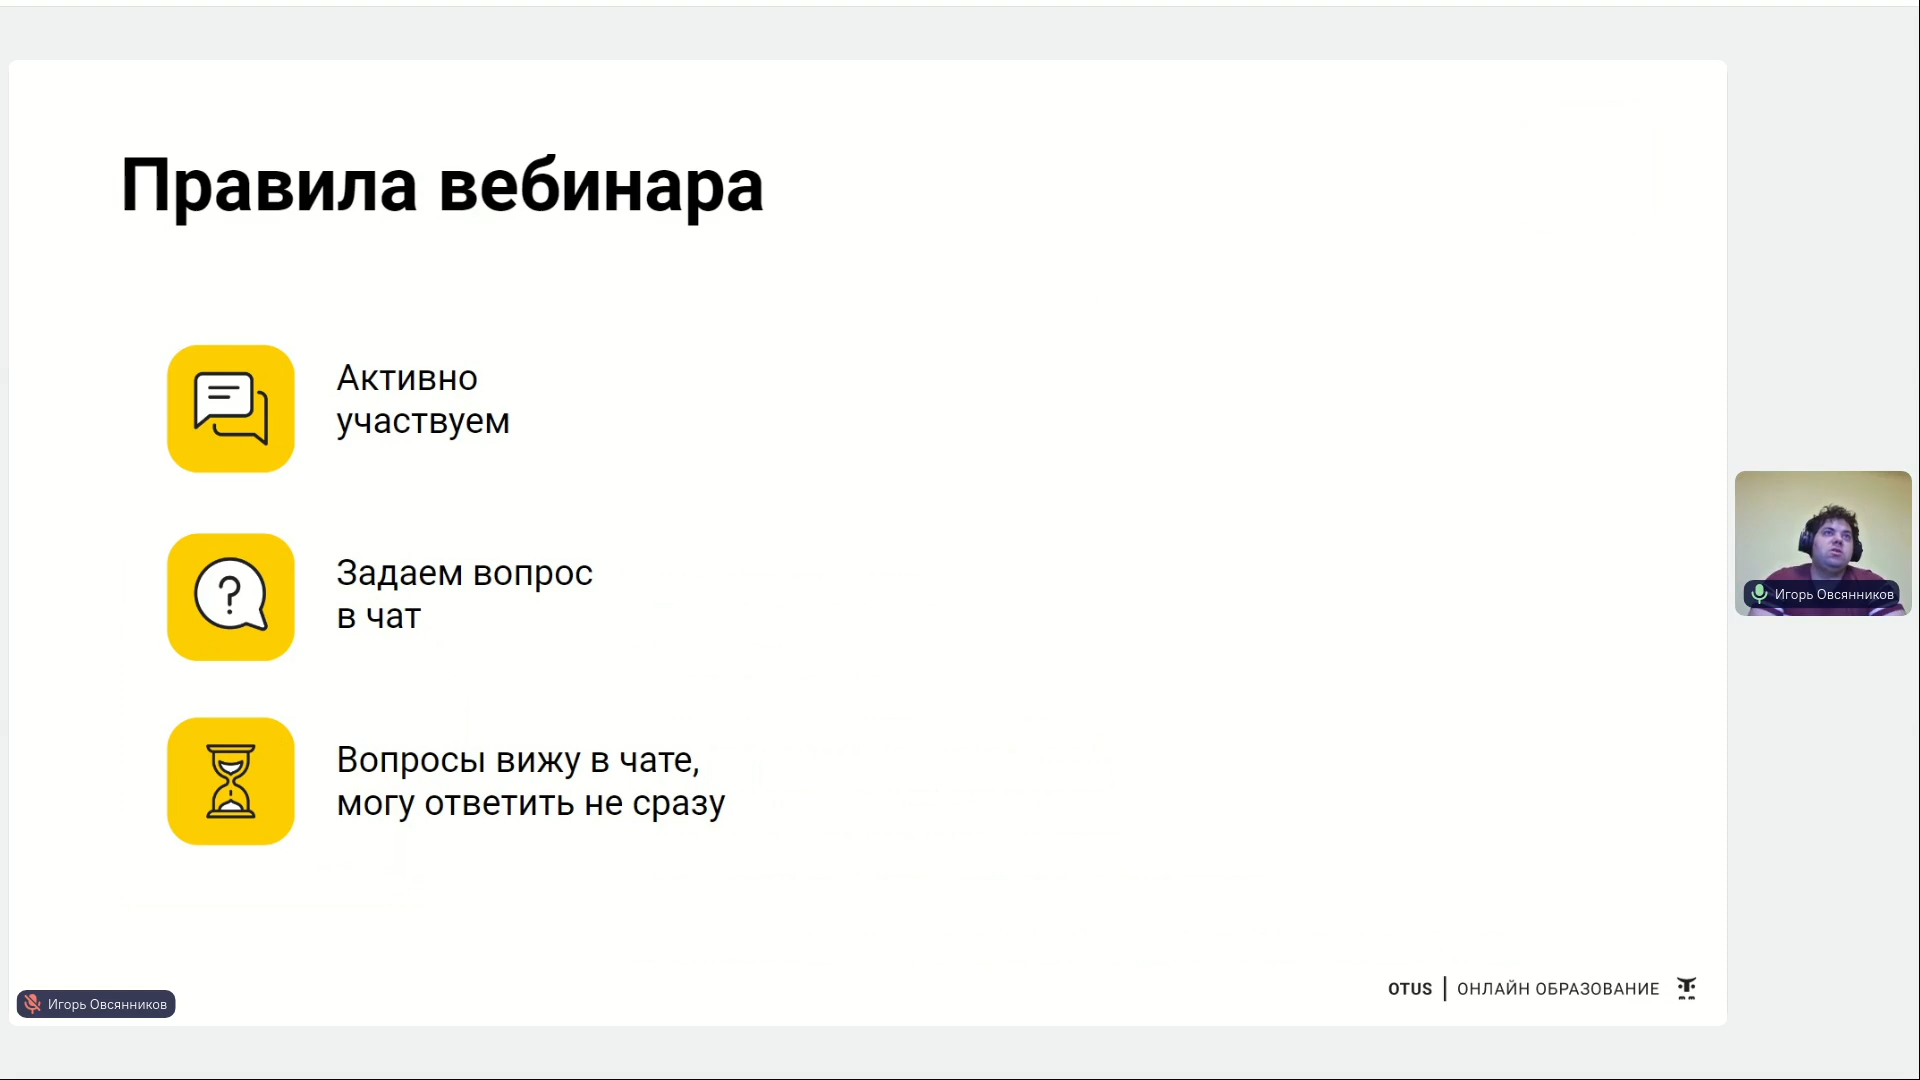 Правила вебинара
Активно
участвуем
?
Задаем вопрос
в чат
Вопросы вижу в чате,
могу ответить не сразу
Игорь Овсянников
OTUS | ОНЛАЙН ОБРАЗОВАНИЕ
Игорь Овсянников